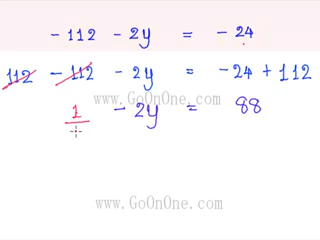 -112 - 2y = -24
112 - 112 - 2y = -24 + 112
www.GoOnOne.com
1 - 2y = 88
www.GoOnOne.com